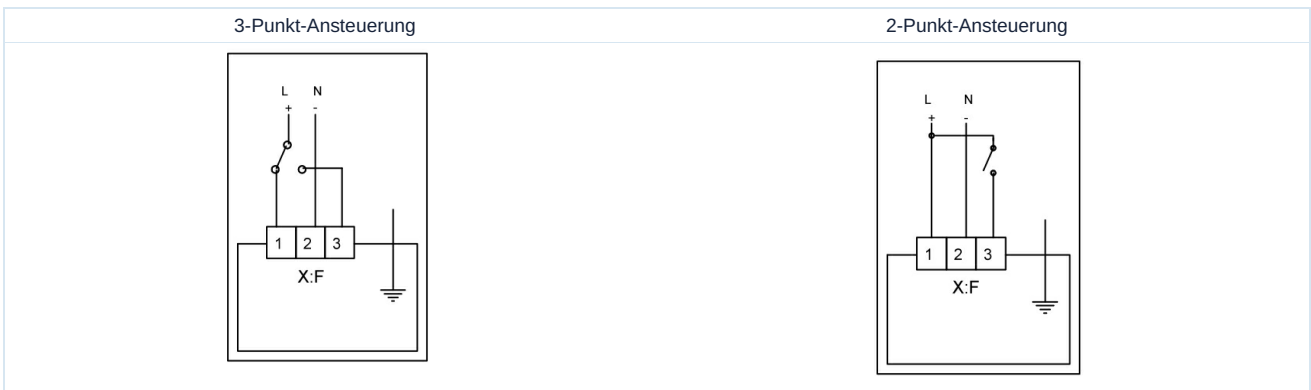 3-Punkt-Ansteuerung
2-Punkt-Ansteuerung
L N
+ -
1 2 3
X:F
L N
+ -
1 2 3
X:F